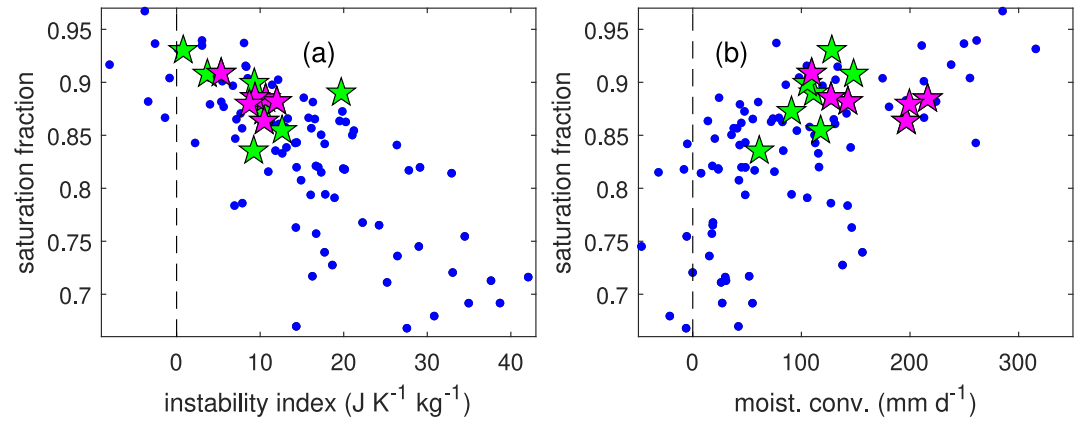 0.95
0.9
0.85
0.8
0.75
0.7
saturation fraction
(a)
0 10 20 30 40
instability index (J K⁻¹ kg⁻¹)
0.95
0.9
0.85
0.8
0.75
0.7
saturation fraction
(b)
0 100 200 300
moist. conv. (mm d⁻¹)